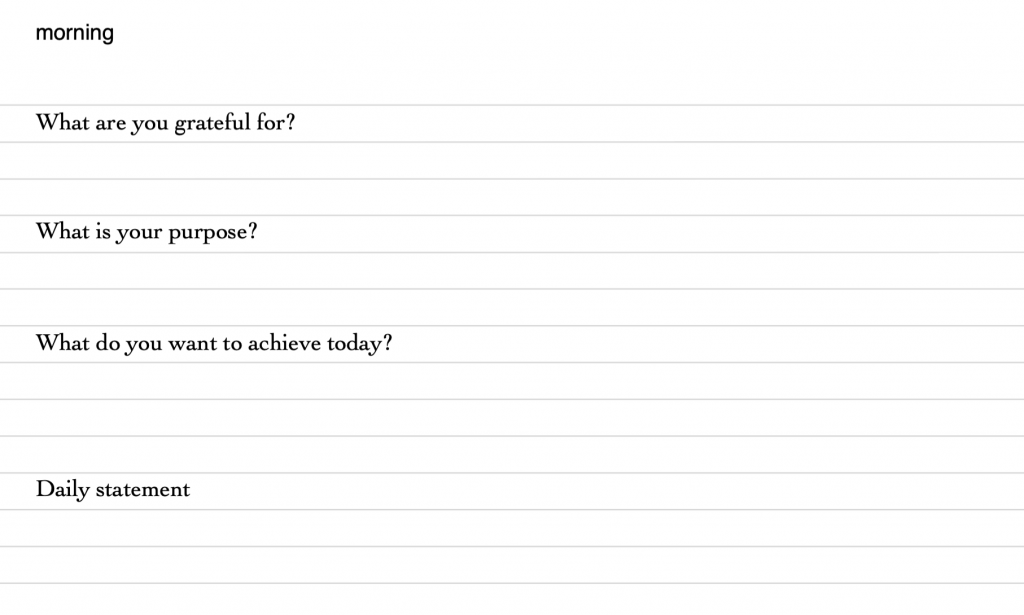 morning
What are you grateful for?
What is your purpose?
What do you want to achieve today?
Daily statement